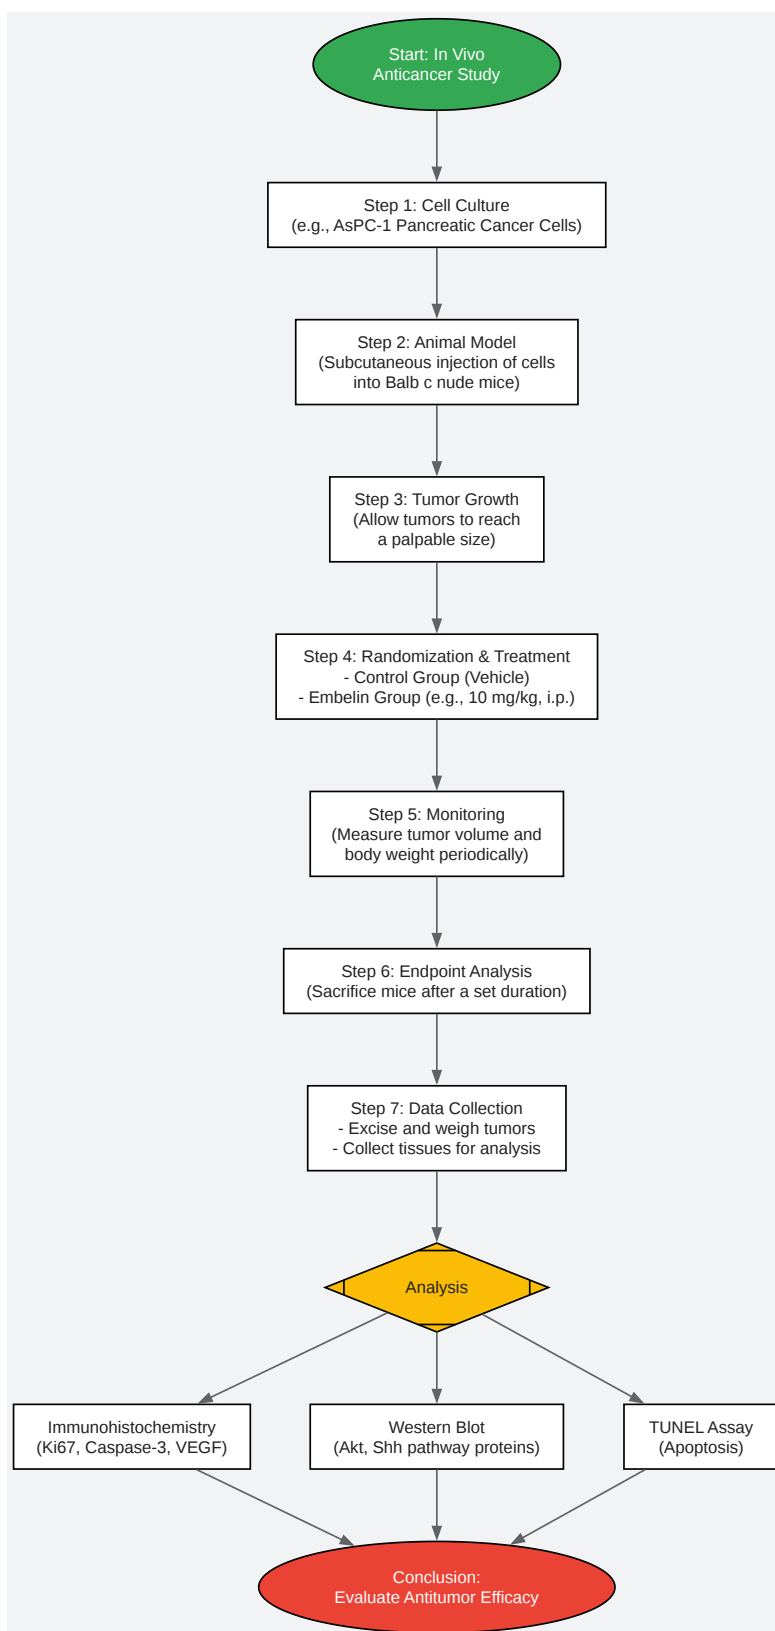 Start: In Vivo
Anticancer Study
Step 1: Cell Culture
(e.g., AsPC-1 Pancreatic Cancer Cells)
Step 2: Animal Model
(Subcutaneous injection of cells
into Balb c nude mice)
Step 3: Tumor Growth
(Allow tumors to reach
a palpable size)
Step 4: Randomization & Treatment
- Control Group (Vehicle)
- Embelin Group (e.g., 10 mg/kg, i.p.)
Step 5: Monitoring
(Measure tumor volume and
body weight periodically)
Step 6: Endpoint Analysis
(Sacrifice mice after a set duration)
Step 7: Data Collection
- Excise and weigh tumors
- Collect tissues for analysis
Analysis
Immunohistochemistry
(Ki67, Caspase-3, VEGF)
Western Blot
(Akt, Shh pathway proteins)
TUNEL Assay
(Apoptosis)
Conclusion:
Evaluate Antitumor Efficacy